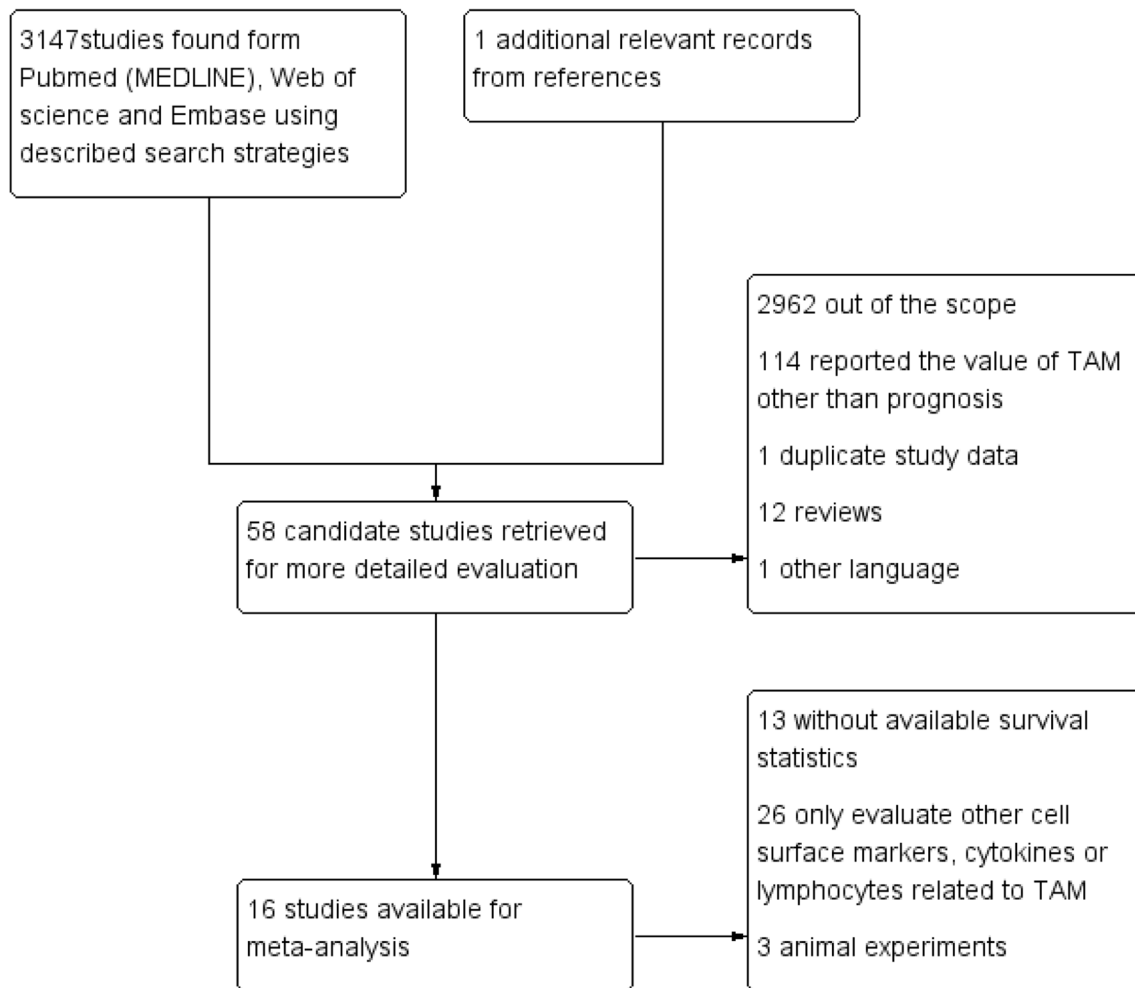 3147studies found form
Pubmed (MEDLINE), Web of
science and Embase using
described search strategies
1 additional relevant records
from references
2962 out of the scope
114 reported the value of TAM
other than prognosis
1 duplicate study data
12 reviews
1 other language
58 candidate studies retrieved
for more detailed evaluation
13 without available survival
statistics
26 only evaluate other cell
surface markers, cytokines or
lymphocytes related to TAM
3 animal experiments
16 studies available for
meta-analysis